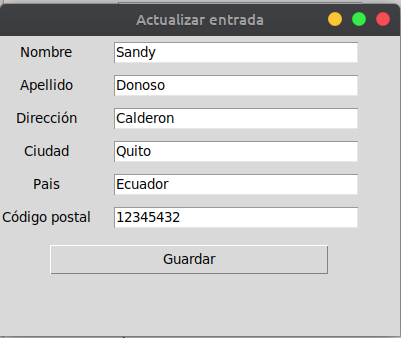 Actualizar entrada
Nombre Sandy
Apellido Donoso
Dirección Calderon
Ciudad Quito
Pais Ecuador
Código postal 12345432
Guardar